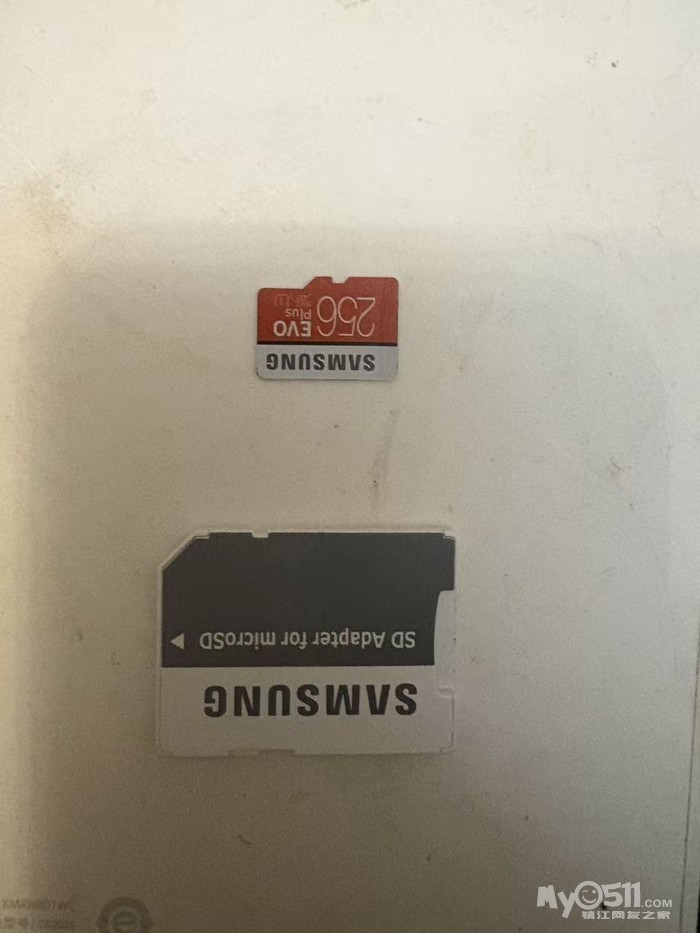 SAMSUNG
EVO
Plus
256
SAMSUNG
SD Adapter for microSD
My0511.COM
镇江网友之家